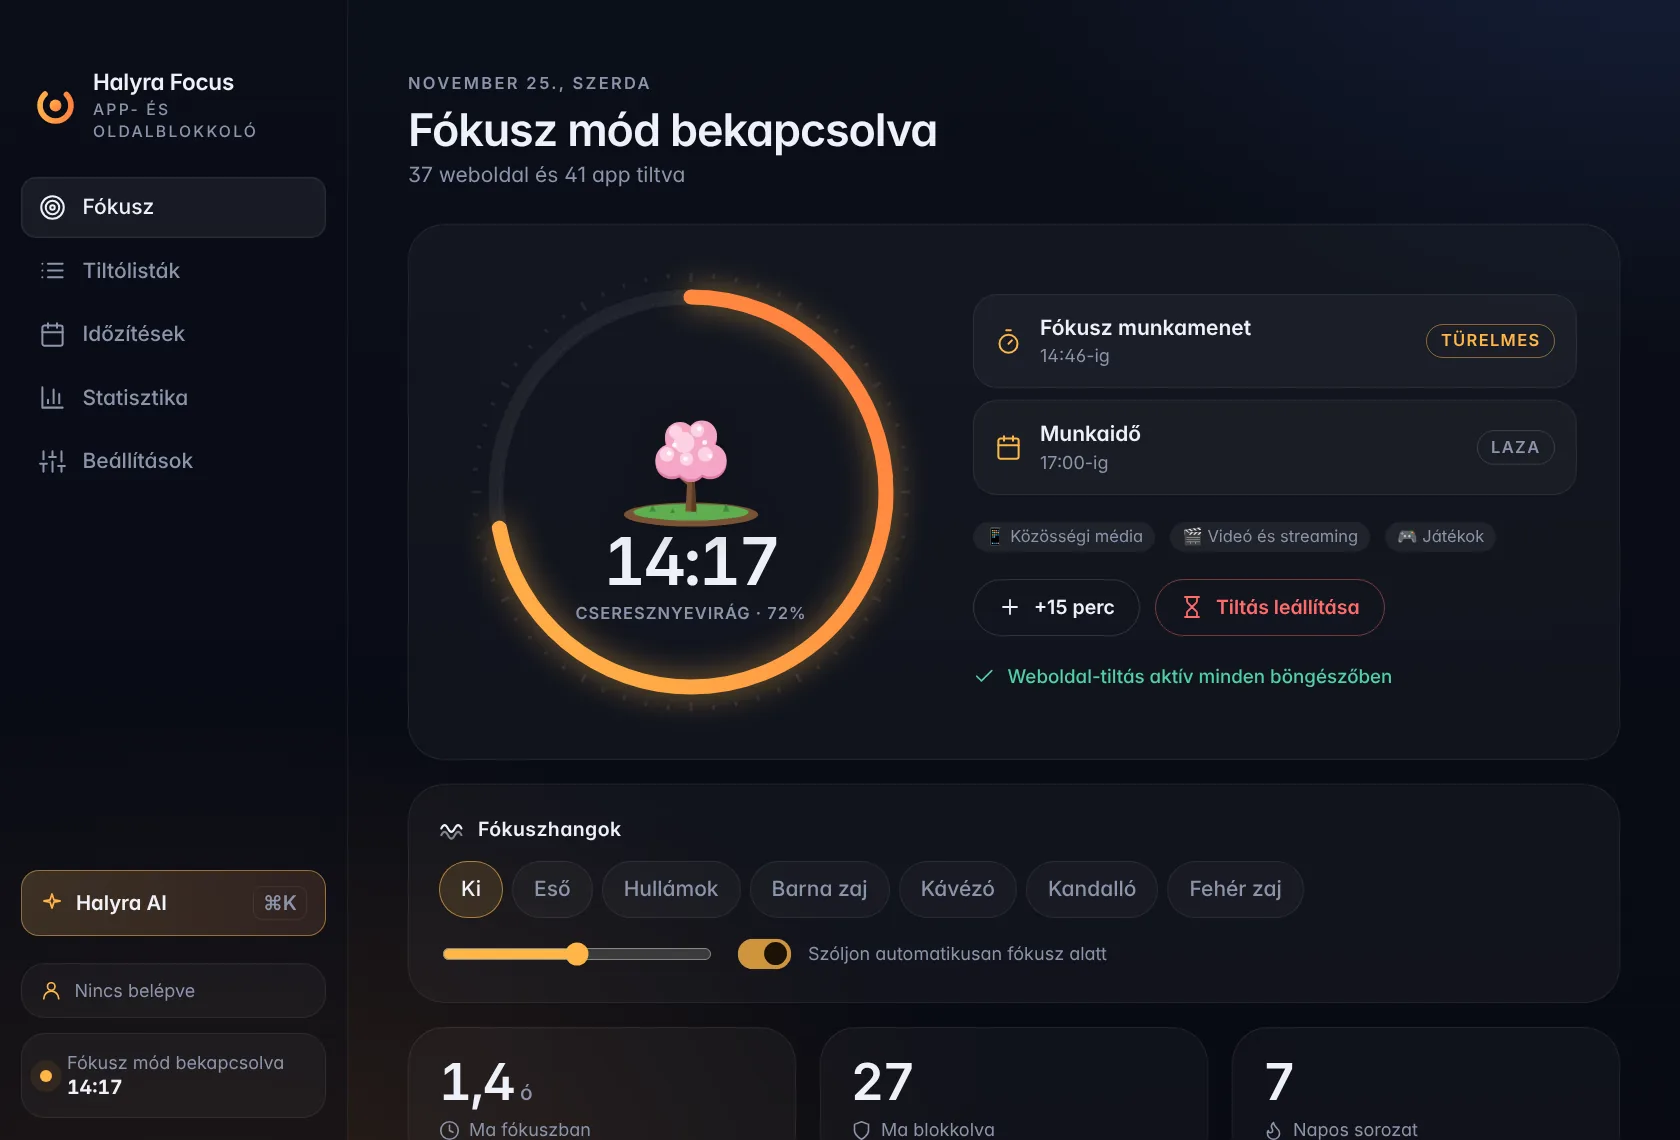 Halyra Focus
APP- ÉS
OLDALBLOKKOLÓ
Fókusz
Tiltólisták
Időzítések
Statisztika
Beállítások
Halyra AI ⌘K
Nincs belépve
Fókusz mód bekapcsolva
14:17
NOVEMBER 25., SZERDA
Fókusz mód bekapcsolva
37 weboldal és 41 app tiltva
14:17
CSERESZNYEVIRÁG · 72%
Fókusz munkamenet
14:46-ig
TÜRELMES
Munkaidő
17:00-ig
LAZA
Közösségi média Videó és streaming Játékok
+15 perc Tiltás leállítása
Weboldal-tiltás aktív minden böngészőben
Fókuszhangok
Ki Eső Hullámok Barna zaj Kávézó Kandalló Fehér zaj
Szóljon automatikusan fókusz alatt
1,4 ó
Ma fókuszban
27
Ma blokkolva
7
Napos sorozat